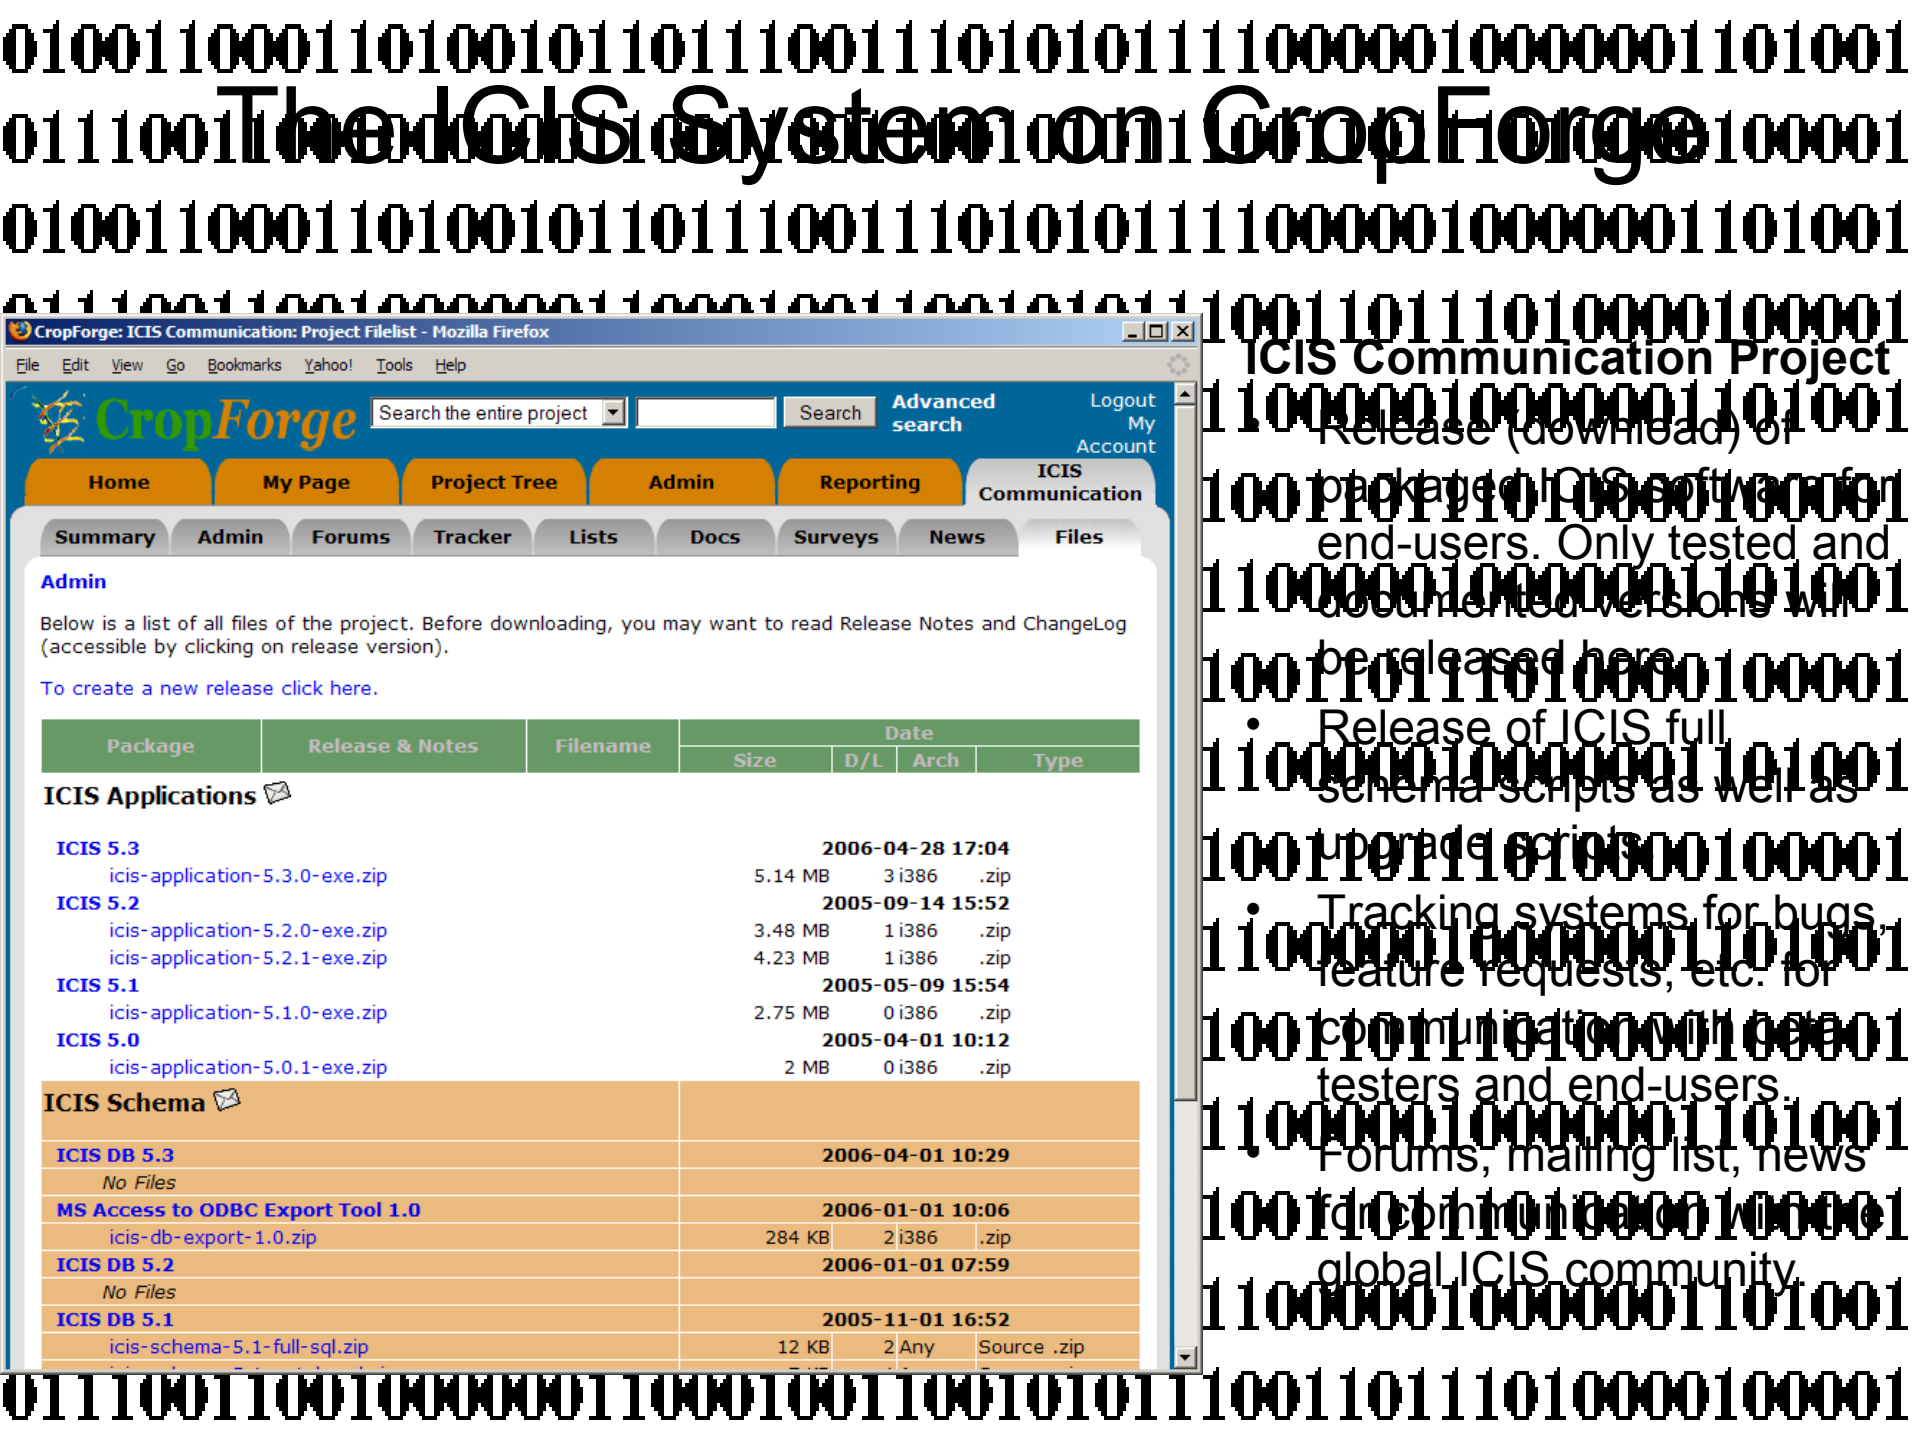 The ICIS System on CropForge
CropForge: ICIS Communication: Project Filelist - Mozilla Firefox
File Edit View Go Bookmarks Yahoo! Tools Help
CropForge Search the entire project Search Advanced search Logout My Account
Home My Page Project Tree Admin Reporting ICIS Communication
Summary Admin Forums Tracker Lists Docs Surveys News Files
Admin
Below is a list of all files of the project. Before downloading, you may want to read Release Notes and ChangeLog
(accessible by clicking on release version).
To create a new release click here.
Package Release & Notes Filename Date
Size D/L Arch Type
ICIS Applications
ICIS 5.3 2006-04-28 17:04
icis-application-5.3.0-exe.zip 5.14 MB 3 i386 .zip
ICIS 5.2 2005-09-14 15:52
icis-application-5.2.0-exe.zip 3.48 MB 1 i386 .zip
icis-application-5.2.1-exe.zip 4.23 MB 1 i386 .zip
ICIS 5.1 2005-05-09 15:54
icis-application-5.1.0-exe.zip 2.75 MB 0 i386 .zip
ICIS 5.0 2005-04-01 10:12
icis-application-5.0.1-exe.zip 2 MB 0 i386 .zip
ICIS Schema
ICIS DB 5.3 2006-04-01 10:29
No Files
MS Access to ODBC Export Tool 1.0 2006-01-01 10:06
icis-db-export-1.0.zip 284 KB 2 i386 .zip
ICIS DB 5.2 2006-01-01 07:59
No Files
ICIS DB 5.1 2005-11-01 16:52
icis-schema-5.1-full-sql.zip 12 KB 2 Any Source .zip
ICIS Communication Project
• Release (download) of
packaged ICIS software for
end-users. Only tested and
documented versions will
be released here.
• Release of ICIS full
schema scripts as well as
upgrade scripts.
• Tracking systems for bugs,
feature requests, etc. for
communication with beta
testers and end-users.
• Forums, mailing list, news
for communication with the
global ICIS community.